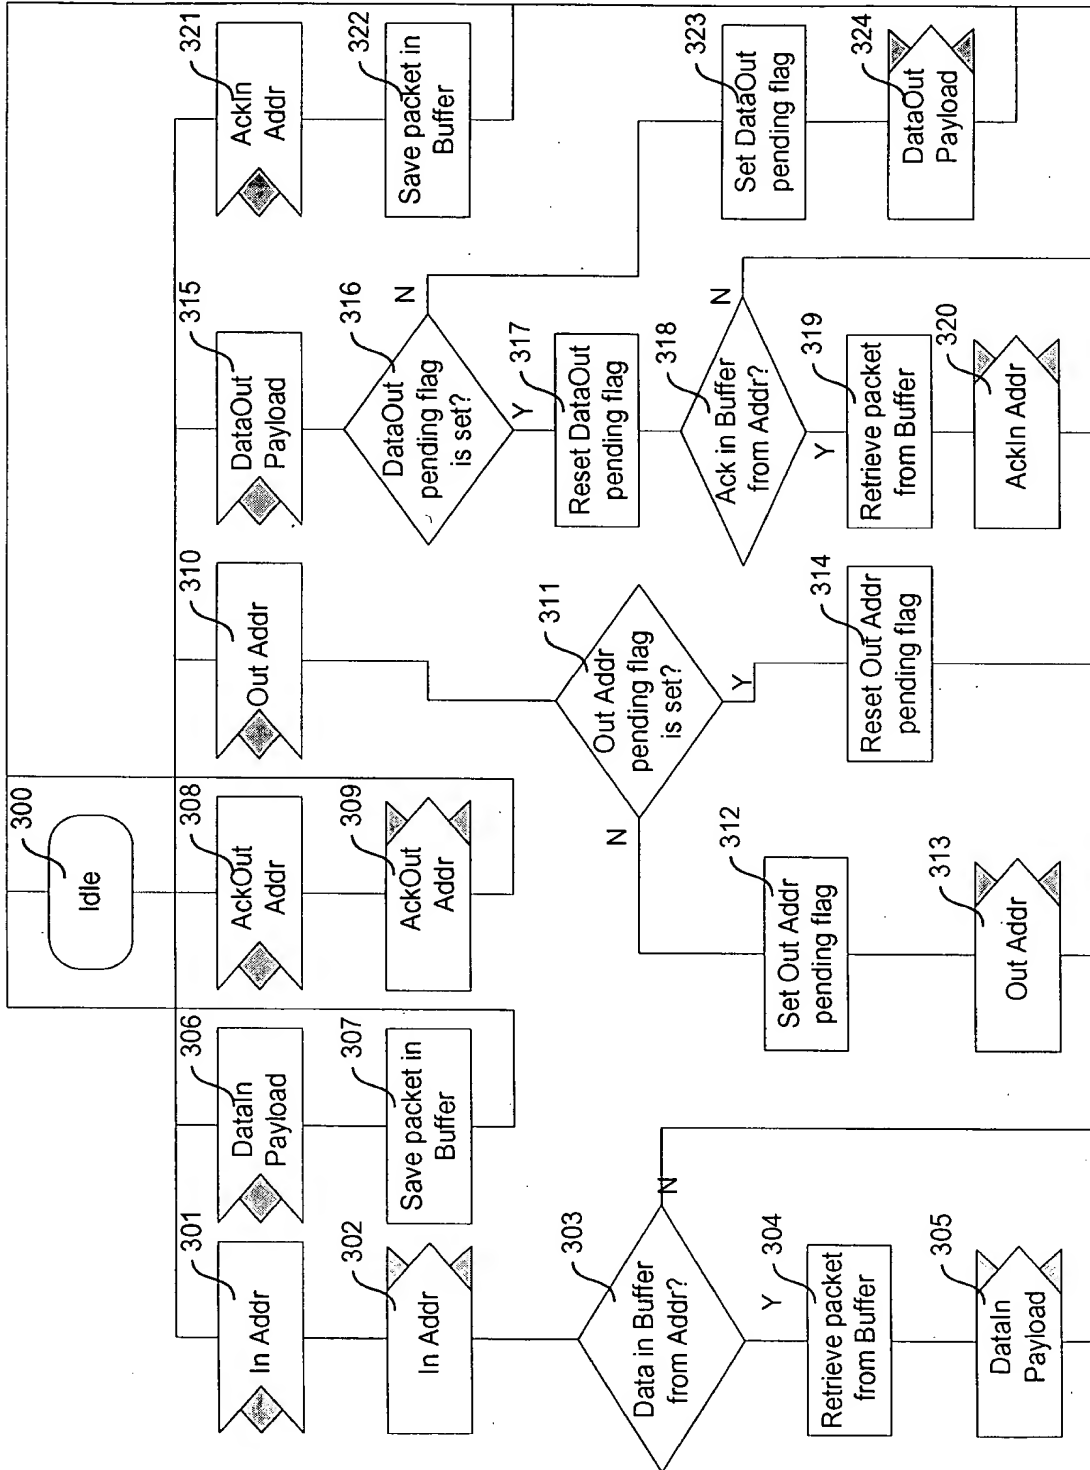 300
Idle
301
In Addr
302
In Addr
303
Data in Buffer
from Addr?
N
Y
304
Retrieve packet
from Buffer
305
DataIn
Payload
306
DataIn
Payload
307
Save packet in
Buffer
308
AckOut
Addr
309
AckOut
Addr
310
Out Addr
311
Out Addr
pending flag
is set?
N
Y
312
Set Out Addr
pending flag
313
Out Addr
314
Reset Out Addr
pending flag
315
DataOut
Payload
316
DataOut
pending flag
is set?
N
Y
317
Reset DataOut
pending flag
318
Ack in Buffer
from Addr?
N
Y
319
Retrieve packet
from Buffer
320
AckIn Addr
321
AckIn
Addr
322
Save packet in
Buffer
323
Set DataOut
pending flag
324
DataOut
Payload